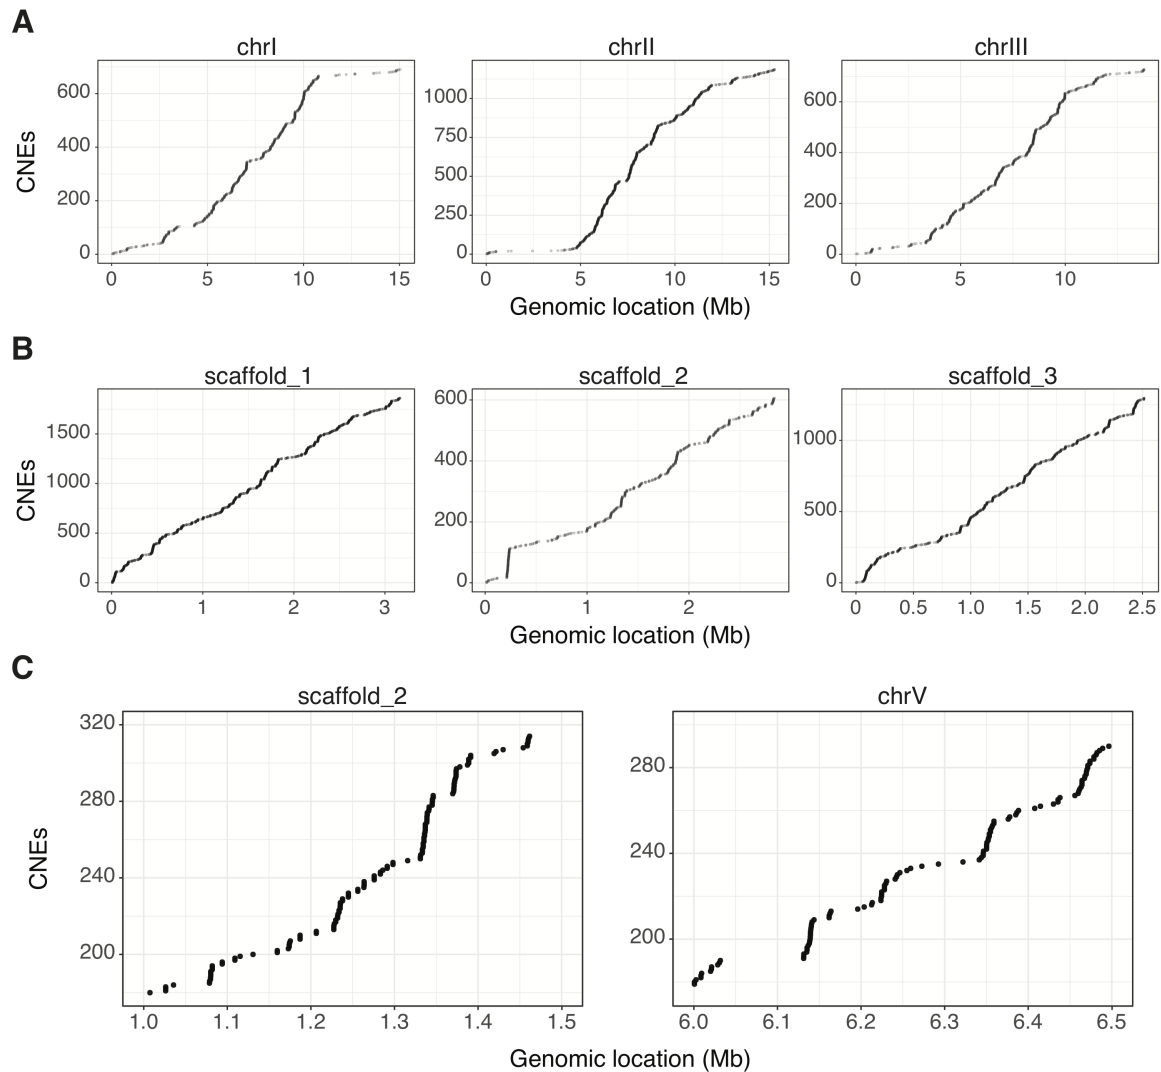 A
chrI
chrII
chrIII
CNEs
600
400
200
0
1000
750
500
250
0
600
400
200
0
0 5 10 15
0 5 10 15
0 5 10
Genomic location (Mb)
B
scaffold_1
scaffold_2
scaffold_3
CNEs
1500
1000
500
0
600
400
200
0
1000
500
0
0 1 2 3
0 1 2
0 0.5 1.0 1.5 2.0 2.5
Genomic location (Mb)
C
scaffold_2
chrV
CNEs
320
280
240
200
280
240
200
1.0 1.1 1.2 1.3 1.4 1.5
6.0 6.1 6.2 6.3 6.4 6.5
Genomic location (Mb)